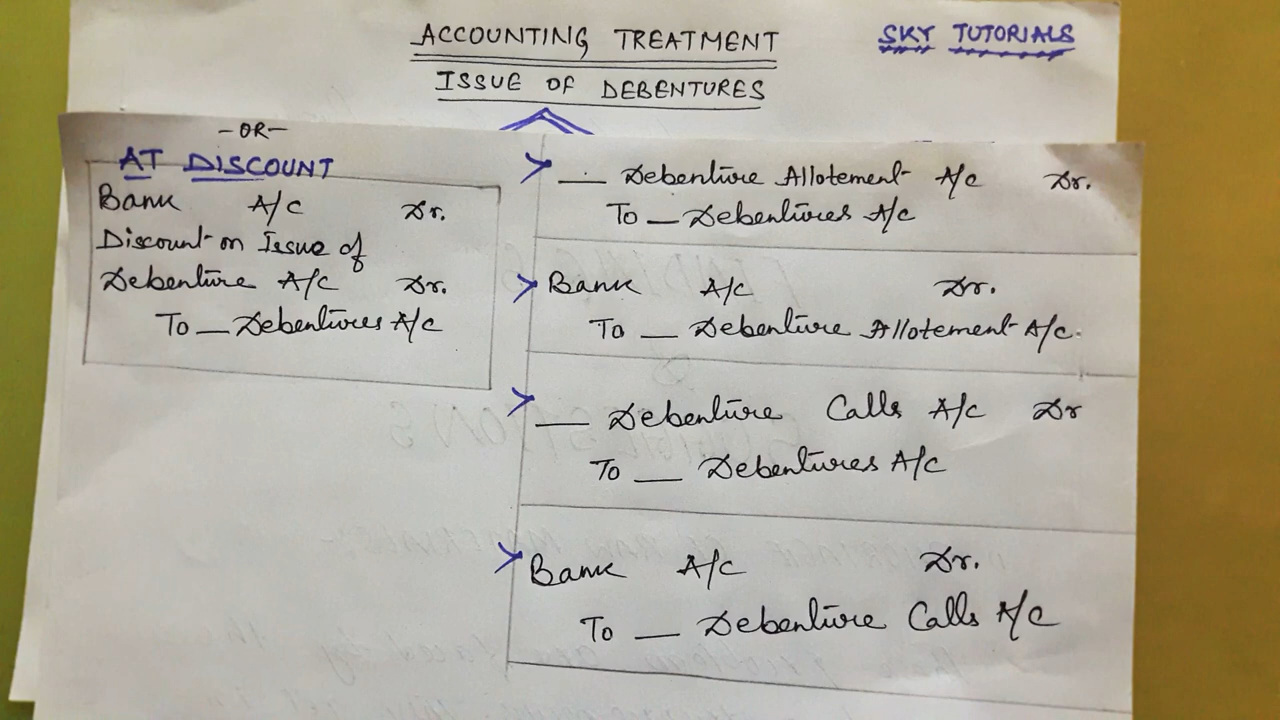 ACCOUNTING TREATMENT
SKY TUTORIALS
ISSUE OF DEBENTURES
-OR-
AT DISCOUNT
Bank A/c Dr.
Discount on Issue of
Debenture A/c Dr.
To __ Debentures A/c
> __ Debenture Allotement A/c Dr.
To __ Debentures A/c
> Bank A/c Dr.
To __ Debenture Allotement A/c.
> __ Debenture Calls A/c Dr
To __ Debentures A/c
> Bank A/c Dr.
To __ Debenture Calls A/c